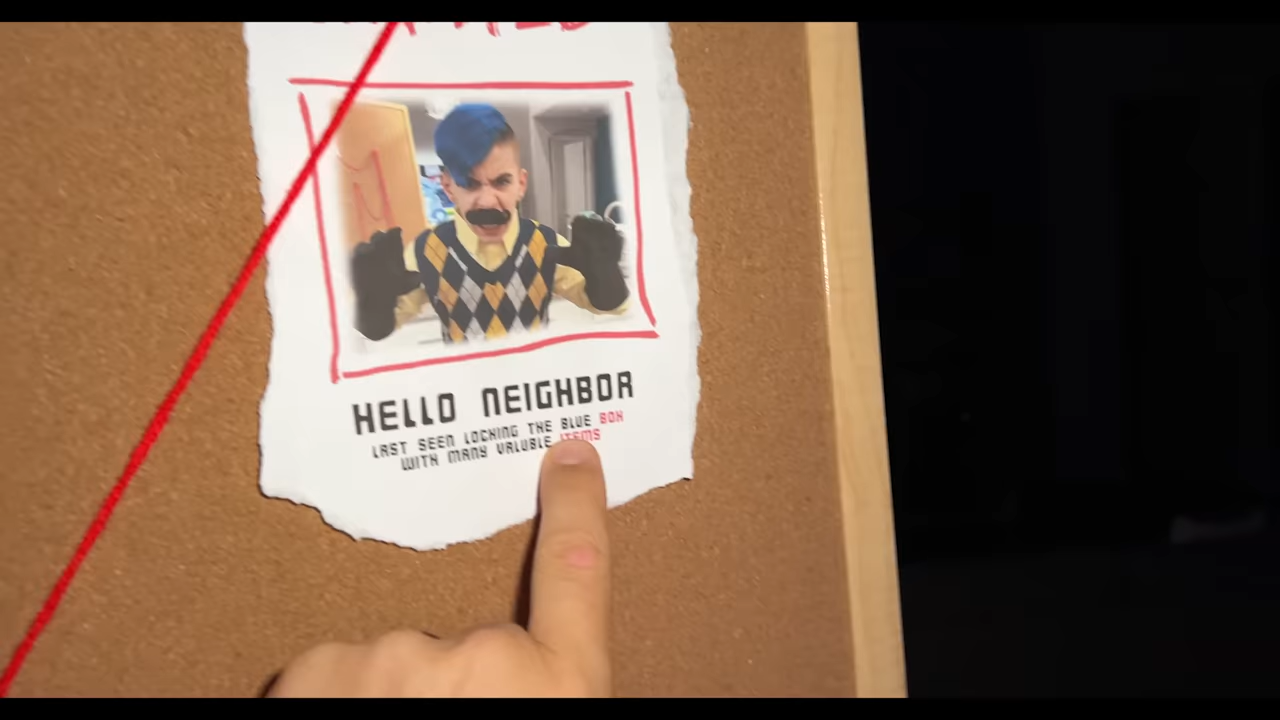 HELLO NEIGHBOR
LAST SEEN LOCKING THE BLUE BOX
WITH MANY VALUBLE ITEMS